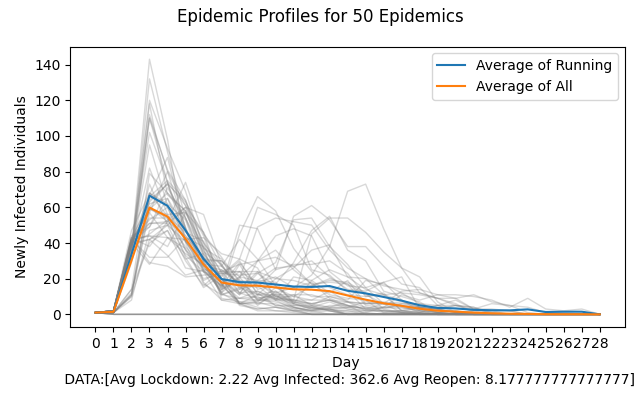 Epidemic Profiles for 50 Epidemics
Average of Running
Average of All
Newly Infected Individuals
140
120
100
80
60
40
20
0
0 1 2 3 4 5 6 7 8 9 10 11 12 13 14 15 16 17 18 19 20 21 22 23 24 25 26 27 28
Day
DATA:[Avg Lockdown: 2.22 Avg Infected: 362.6 Avg Reopen: 8.177777777777777]